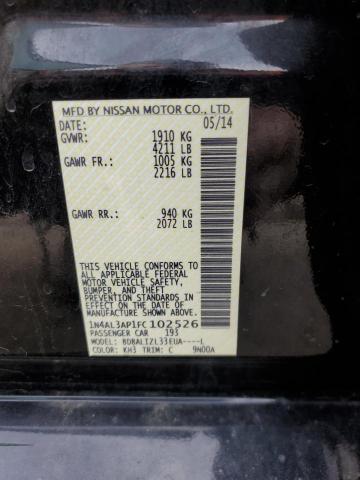 MFD BY NISSAN MOTOR CO., LTD.
DATE: 05/14
GVWR: 1910 KG
4211 LB
GAWR FR.: 1005 KG
2216 LB
GAWR RR.: 940 KG
2072 LB
THIS VEHICLE CONFORMS TO ALL
APPLICABLE FEDERAL MOTOR
MOTOR VEHICLE SAFETY,
BUMPER, AND THEFT
PREVENTION STANDARDS IN
EFFECT ON THE DATE OF
MANUFACTURE SHOWN ABOVE.
1N4AL3AP1FC102526
PASSENGER CAR 193
MODEL: BDBALIZL33EUA----L
COLOR: KH3 TRIM: C 9N00A